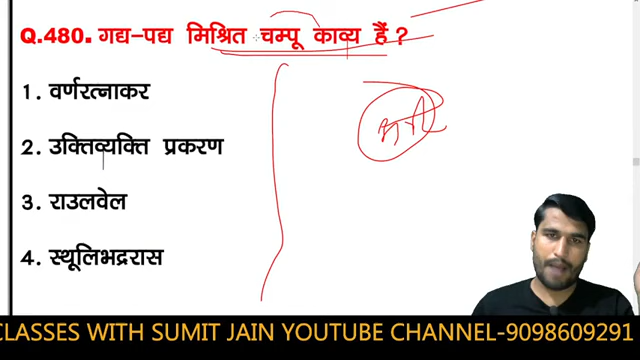 Q.480. गद्य-पद्य मिश्रित चम्पू काव्य हैं ?
1. वर्णरत्नाकर
2. उक्तिव्यक्ति प्रकरण
3. राउलवेल
4. स्थूलिभद्ररास
CLASSES WITH SUMIT JAIN YOUTUBE CHANNEL-9098609291